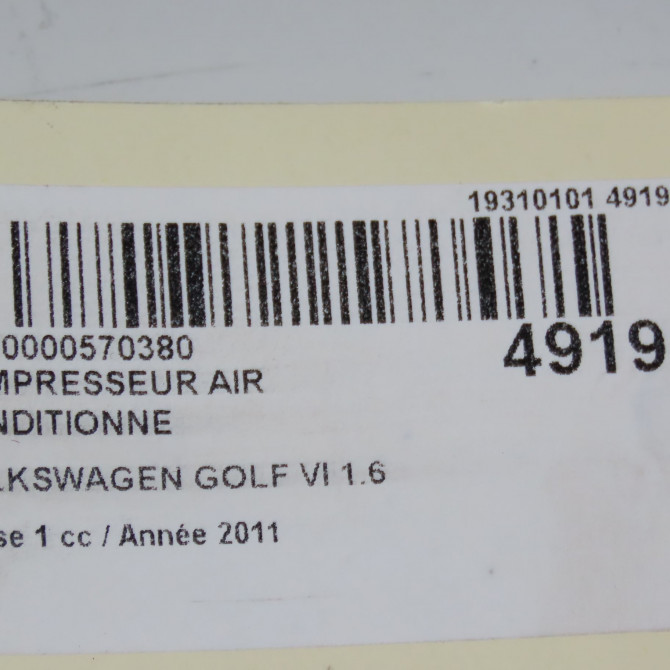 19310101 4919
0000570380
4919
MPRESSEUR AIR
NDITIONNE
LKSWAGEN GOLF VI 1.6
se 1 cc / Année 2011